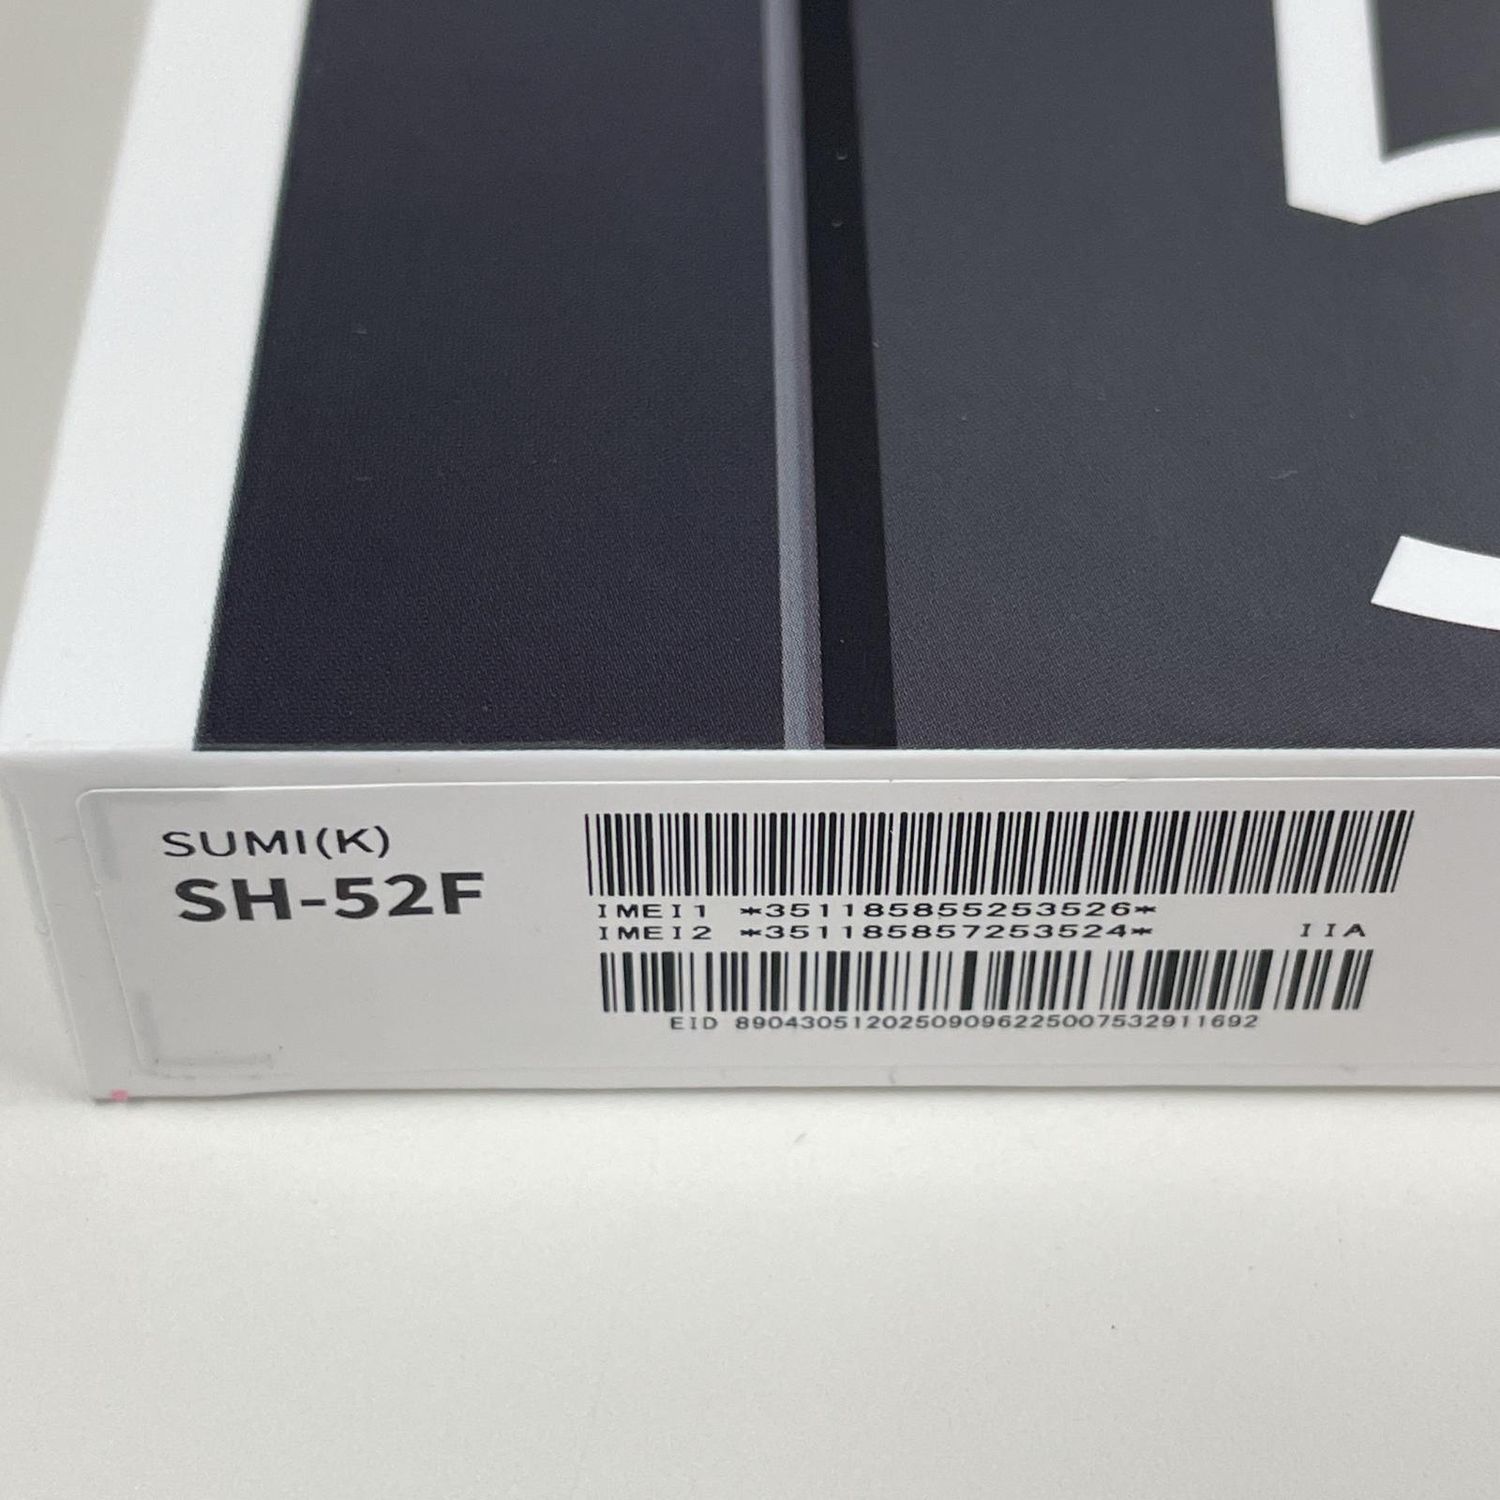 SUMI(K)
SH-52F
IMEI1 *351185855253526*
IMEI2 *351185857253524* IIA
EID 89043051202509096225007532911692